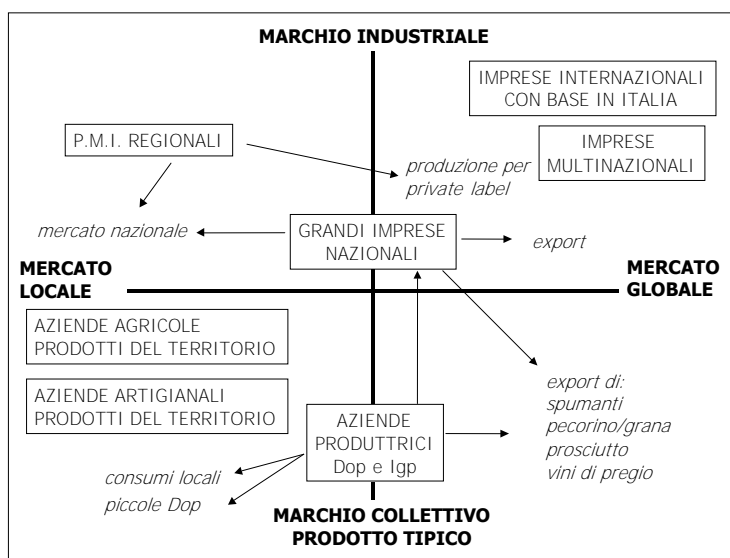 MARCHIO INDUSTRIALE
IMPRESE INTERNAZIONALI
CON BASE IN ITALIA
P.M.I. REGIONALI
IMPRESE
MULTINAZIONALI
produzione per
private label
mercato nazionale
GRANDI IMPRESE
NAZIONALI
export
MERCATO
LOCALE
MERCATO
GLOBALE
AZIENDE AGRICOLE
PRODOTTI DEL TERRITORIO
AZIENDE ARTIGIANALI
PRODOTTI DEL TERRITORIO
AZIENDE
PRODUTTRICI
Dop e Igp
export di:
spumanti
pecorino/grana
prosciutto
vini di pregio
consumi locali
piccole Dop
MARCHIO COLLETTIVO
PRODOTTO TIPICO